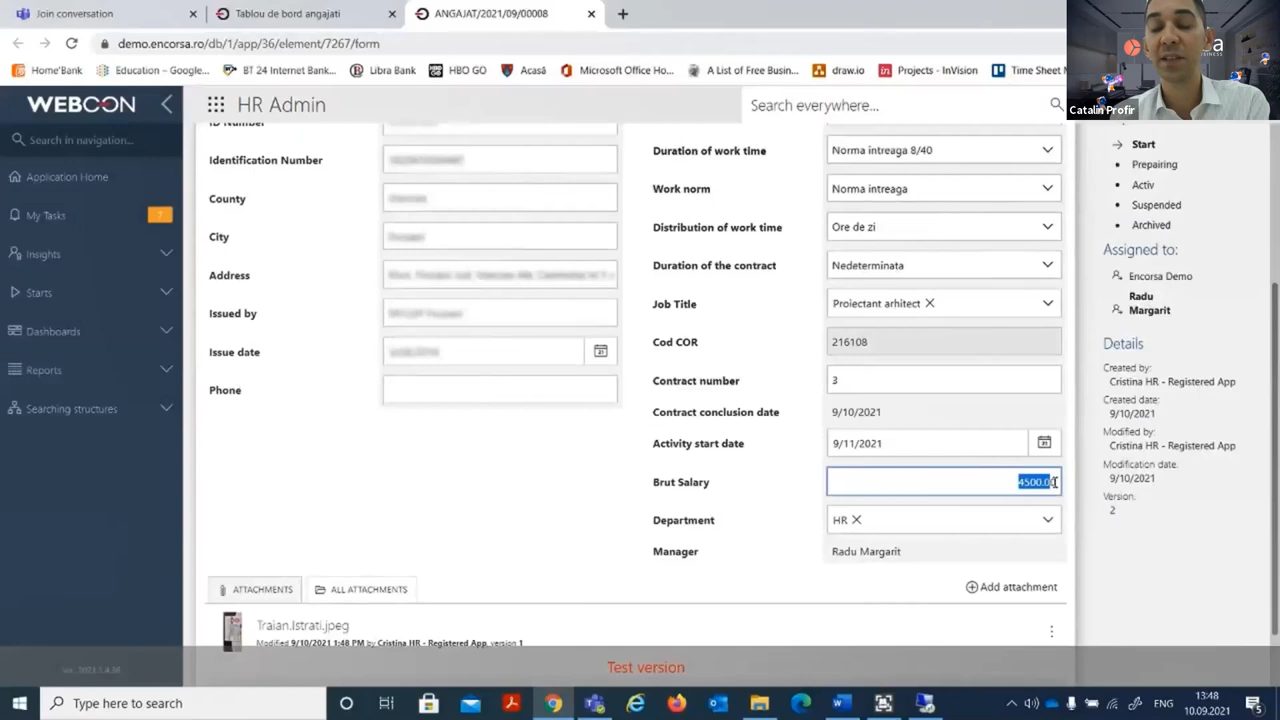 Join conversation
Tablou de bord angajati
ANGAJAT/2021/09/00008
demo.encorsa.ro/db/1/app/36/element/7267/form
Home'Bank
Education – Google...
BT 24 Internet Bank...
Libra Bank
HBO GO
Acasă
Microsoft Office Ho...
A List of Free Busin...
draw.io
Projects - InVision
Time Sheet
Catalin Profir
WEBCON
HR Admin
Search everywhere...
Search in navigation...
Application Home
My Tasks
7
Insights
Starts
Dashboards
Reports
Searching structures
ID Number
Identification Number
County
City
Address
Issued by
Issue date
Phone
Duration of work time
Norma intreaga 8/40
Work norm
Norma intreaga
Distribution of work time
Ore de zi
Duration of the contract
Nedeterminata
Job Title
Proiectant arhitect
Cod COR
216108
Contract number
3
Contract conclusion date
9/10/2021
Activity start date
9/11/2021
Brut Salary
4500.00
Department
HR
Manager
Radu Margarit
Start
Prepairing
Activ
Suspended
Archived
Assigned to:
Encorsa Demo
Radu
Margarit
Details
Created by:
Cristina HR - Registered App
Created date:
9/10/2021
Modified by:
Cristina HR - Registered App
Modification date:
9/10/2021
Version:
2
ATTACHMENTS
ALL ATTACHMENTS
Add attachment
Traian.Istrati.jpeg
Modified 9/10/2021 1:48 PM by Cristina HR - Registered App, version 1
Test version
Type here to search
ENG
13:48
10.09.2021
5